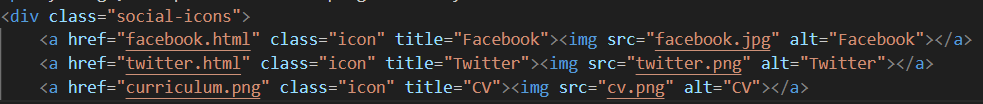 <div class="social-icons">
<a href="facebook.html" class="icon" title="Facebook"><img src="facebook.jpg" alt="Facebook"></a>
<a href="twitter.html" class="icon" title="Twitter"><img src="twitter.png" alt="Twitter"></a>
<a href="curriculum.png" class="icon" title="CV"><img src="cv.png" alt="CV"></a>